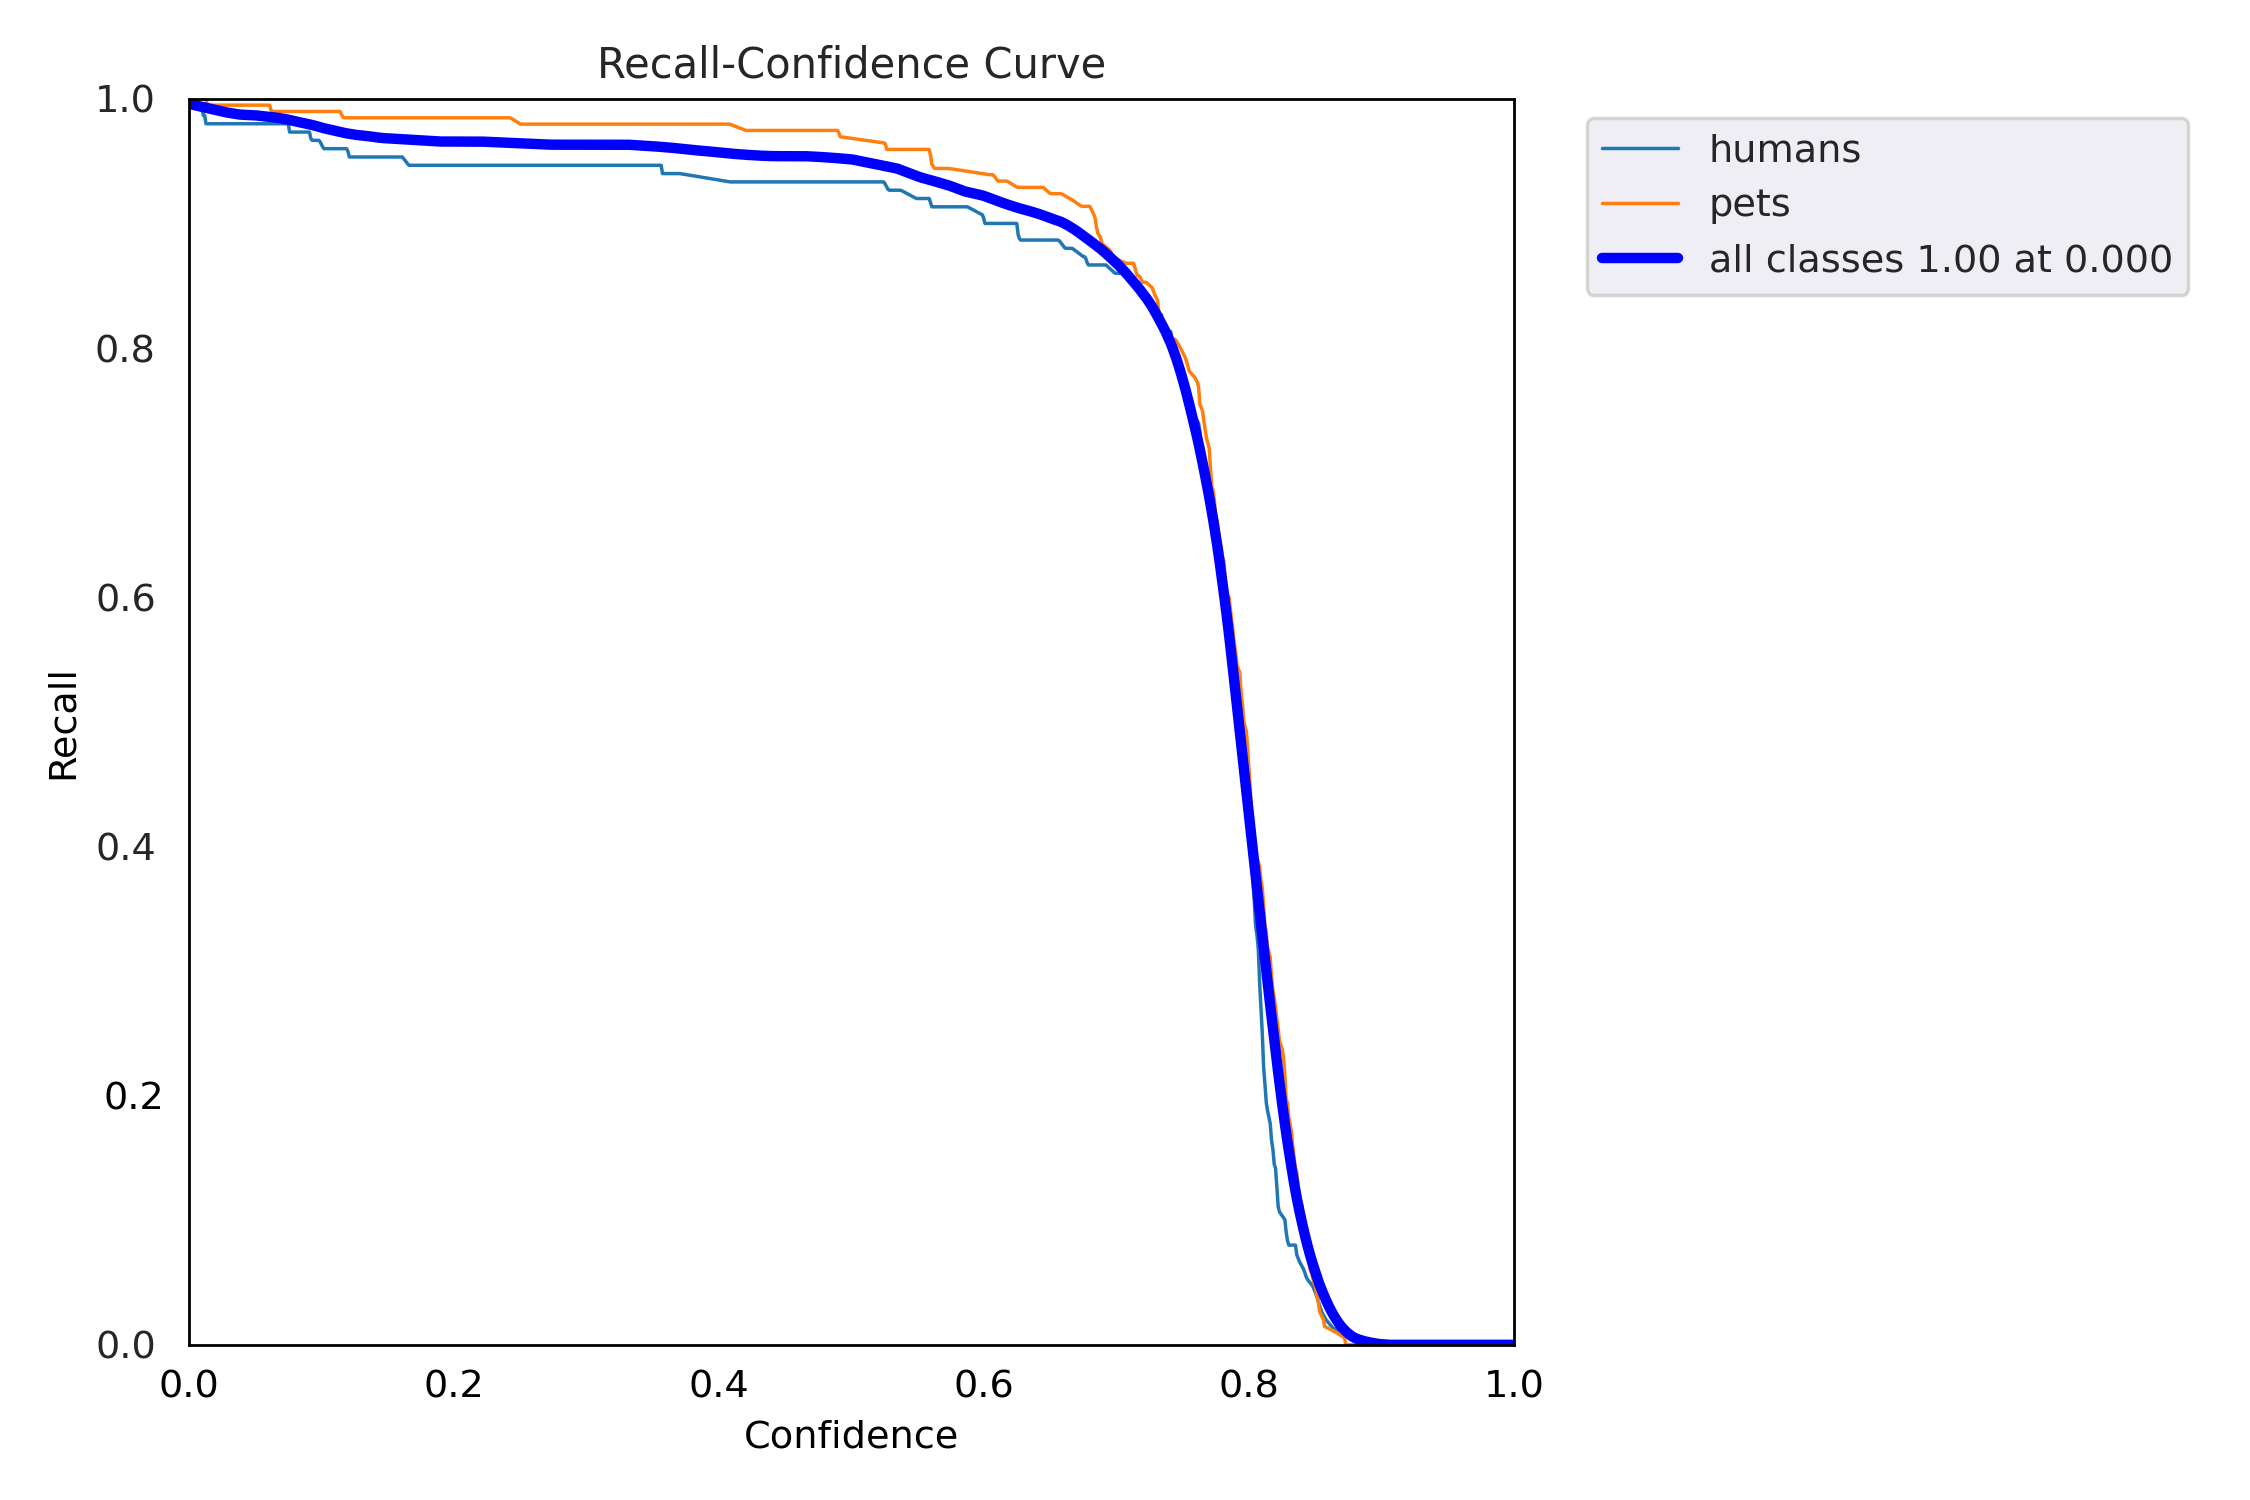 Recall-Confidence Curve
1.0
0.8
0.6
0.4
0.2
0.0
Recall
0.0 0.2 0.4 0.6 0.8 1.0
Confidence
humans
pets
all classes 1.00 at 0.000